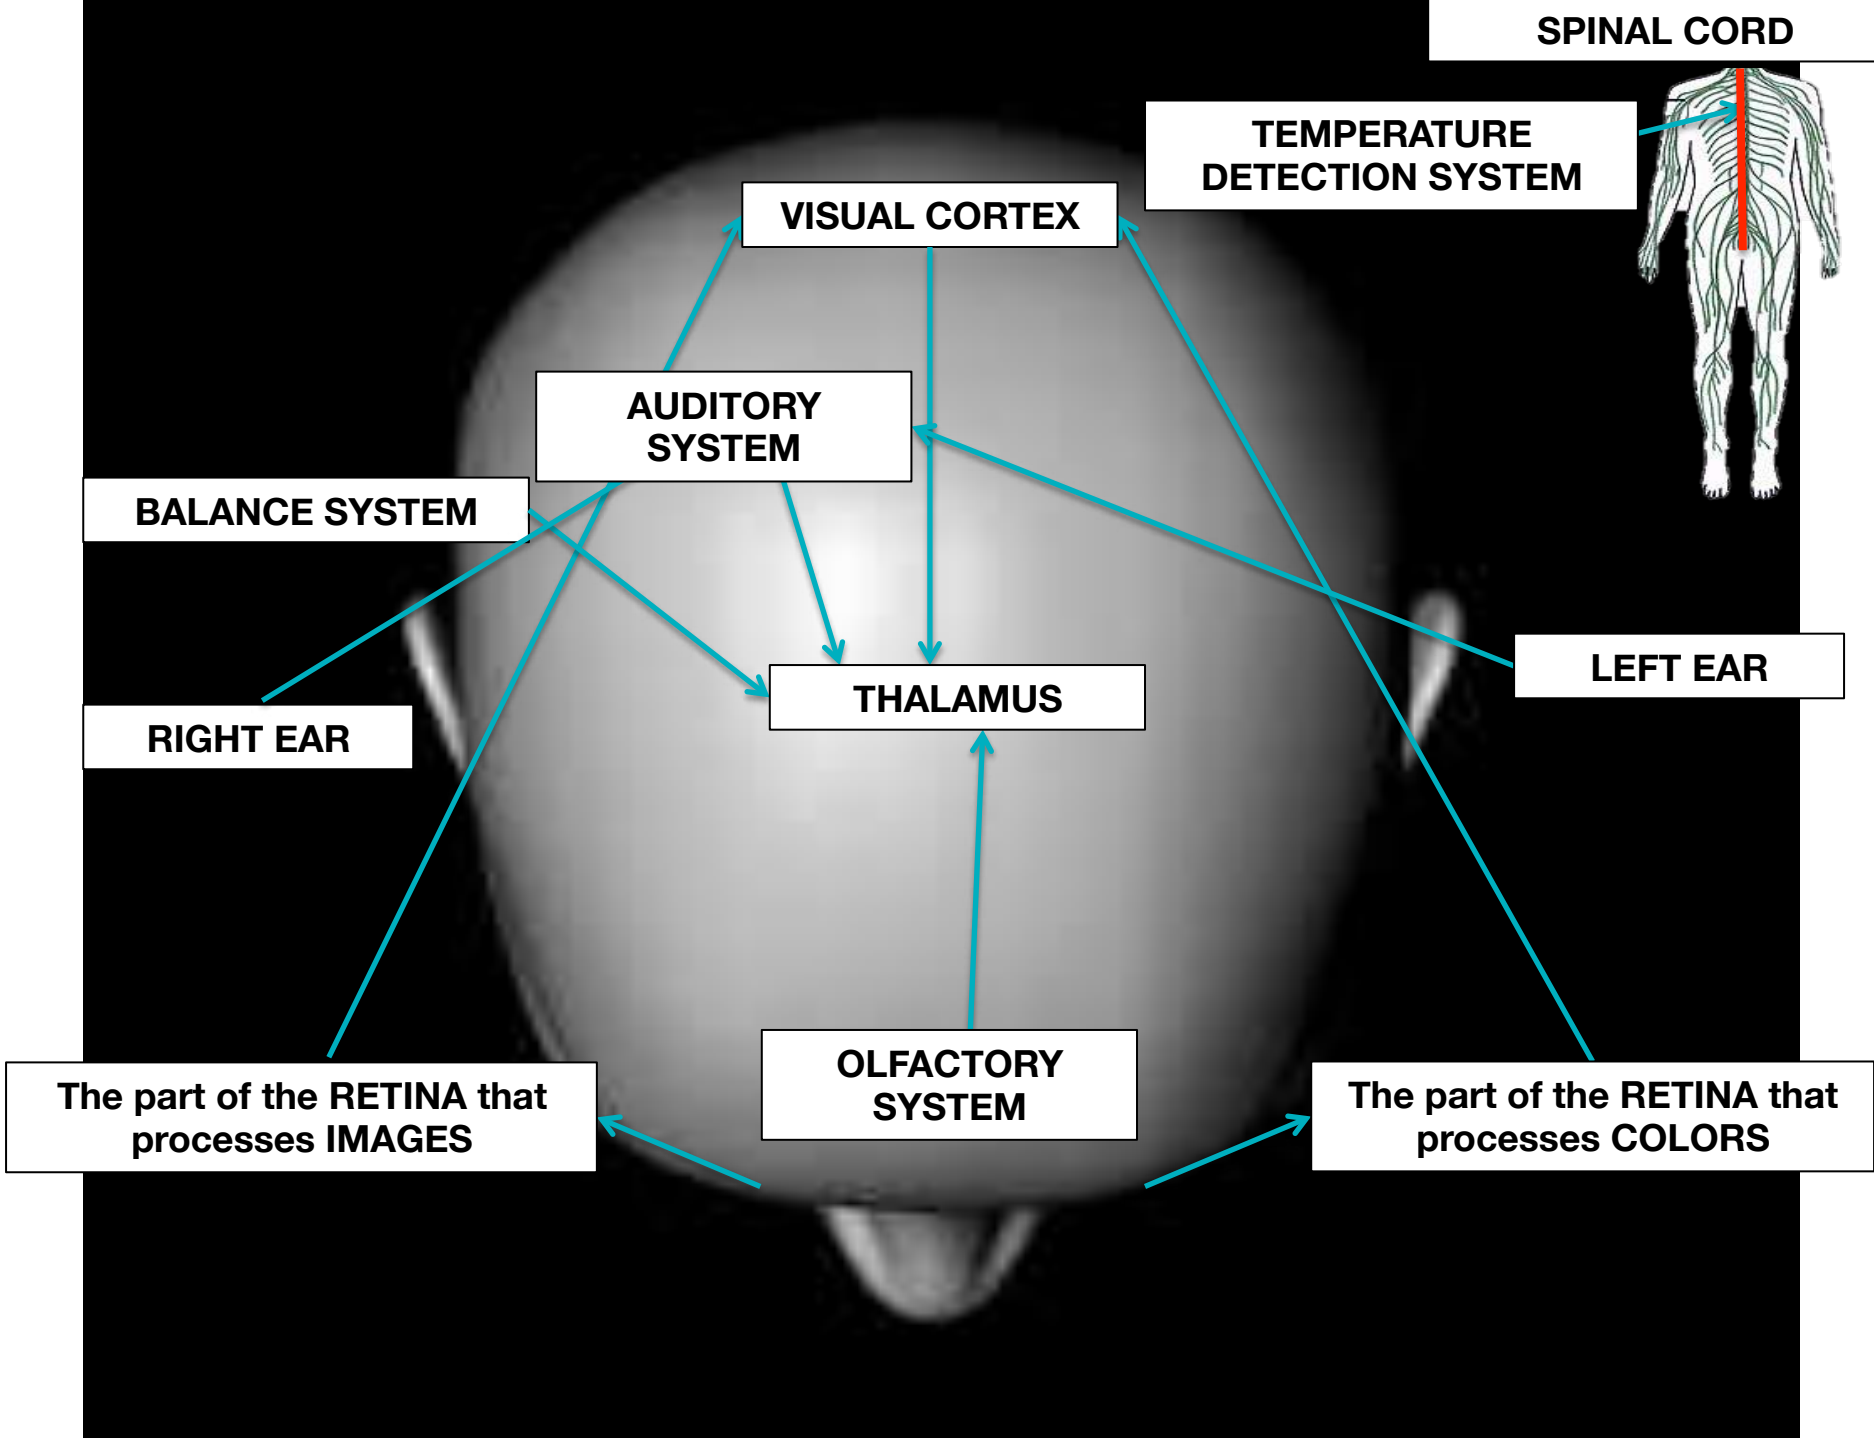 SPINAL CORD
TEMPERATURE
DETECTION SYSTEM
VISUAL CORTEX
AUDITORY
SYSTEM
BALANCE SYSTEM
LEFT EAR
THALAMUS
RIGHT EAR
OLFACTORY
SYSTEM
The part of the RETINA that
processes IMAGES
The part of the RETINA that
processes COLORS